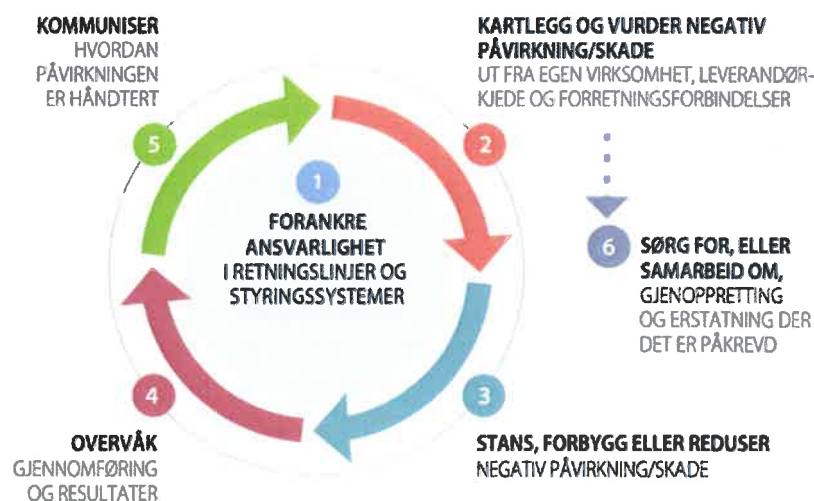 1
FORANKRE
ANSVARLIGHET
I RETNINGSLINJER OG
STYRINGSSYSTEMER
2
KARTLEGG OG VURDER NEGATIV
PÅVIRKNING/SKADE
UT FRA EGEN VIRKSOMHET, LEVERANDØR-
KJEDE OG FORRETNINGSFORBINDELSER
3
STANS, FORBYGG ELLER REDUSER
NEGATIV PÅVIRKNING/SKADE
4
OVERVÅK
GJENNOMFØRING
OG RESULTATER
5
KOMMUNISER
HVORDAN
PÅVIRKNINGEN
ER HÅNDTERT
6
SØRG FOR, ELLER
SAMARBEID OM,
GJENOPPRETTING
OG ERSTATNING DER
DET ER PÅKREVD